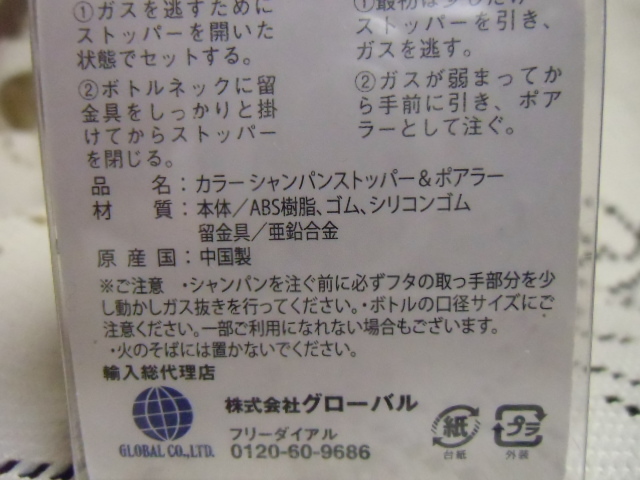 ①ガスを逃すために
ストッパーを開いた
状態でセットする。
②ボトルネックに留
金具をしっかりと掛
けてからストッパー
を閉じる。
ストッパーを引き、
ガスを逃す。
②ガスが弱まってか
ら手前に引き、ポア
ラーとして注ぐ。
品　名：カラーシャンパンストッパー&ポアラー
材　質：本体／ABS樹脂、ゴム、シリコンゴム
留金具／亜鉛合金
原産国：中国製
※ご注意 ・シャンパンを注ぐ前に必ずフタの取っ手部分を少
し動かしガス抜きを行ってください。・ボトルの口径サイズにご
注意ください。一部ご利用になれない場合もございます。
・火のそばには置かないでください。
輸入総代理店
GLOBAL CO.,LTD.
株式会社グローバル
フリーダイアル
0120-60-9686
紙
台紙
プラ
外装